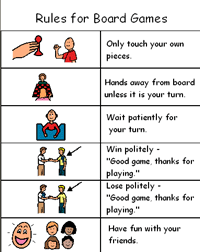 Rules for Board Games
Only touch your own
pieces.
Hands away from board
unless it is your turn.
Wait patiently for
your turn.
Win politely -
"Good game, thanks for
playing."
Lose politely -
"Good game, thanks for
playing."
Have fun with your
friends.